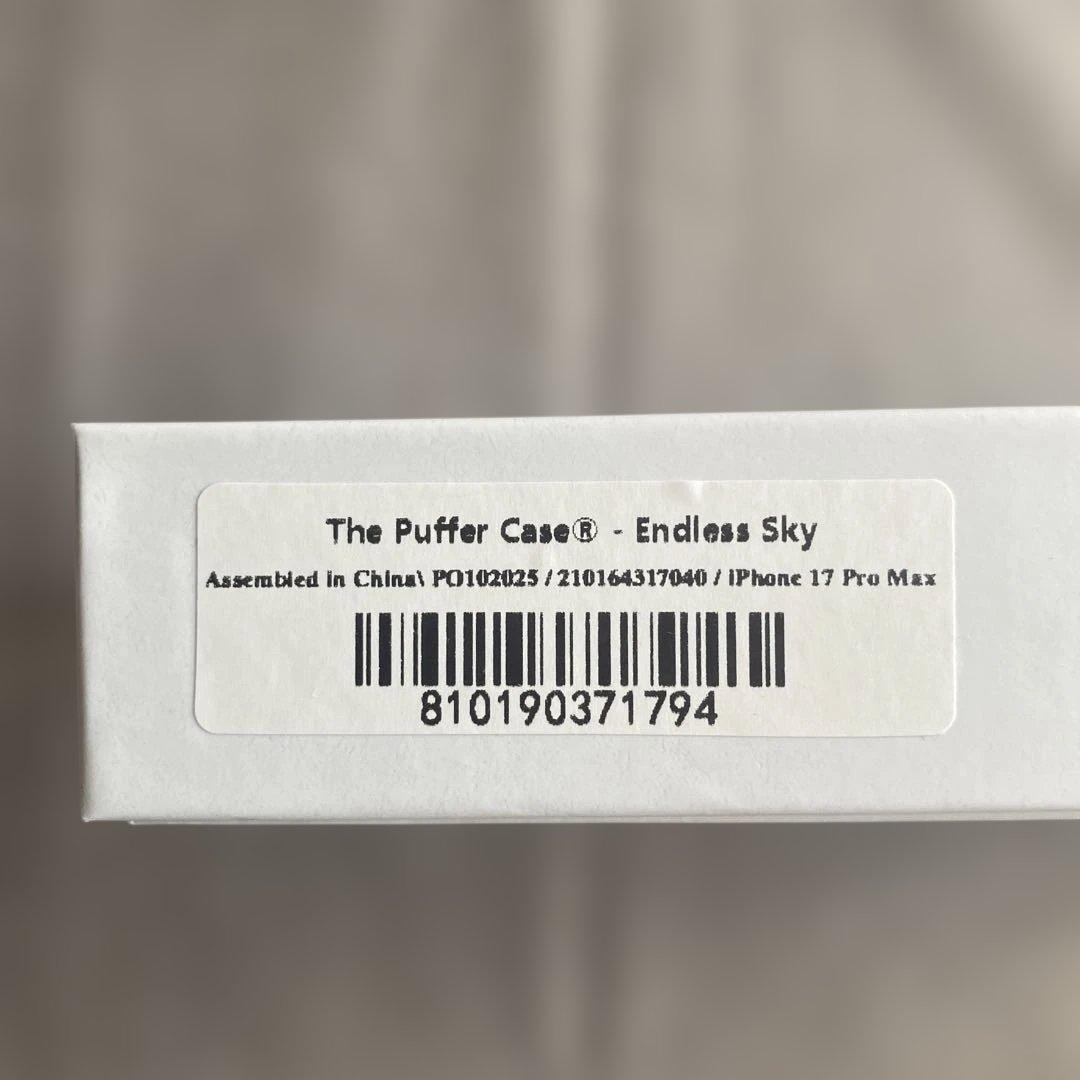 The Puffer Case® - Endless Sky
Assembled in China\ PO102025 / 210164317040 / iPhone 17 Pro Max
810190371794